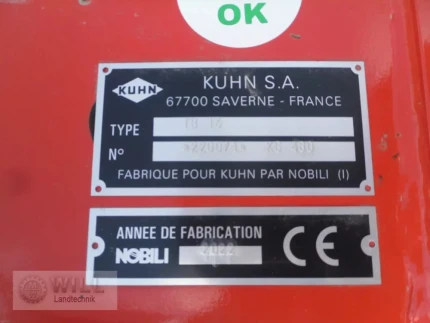 OK
KUHN
KUHN S.A.
67700 SAVERNE - FRANCE
TYPE
N°
FABRIQUE POUR KUHN PAR NOBILI (I)
ANNEE DE FABRICATION
NOBILI
CE
WILL
Landtechnik